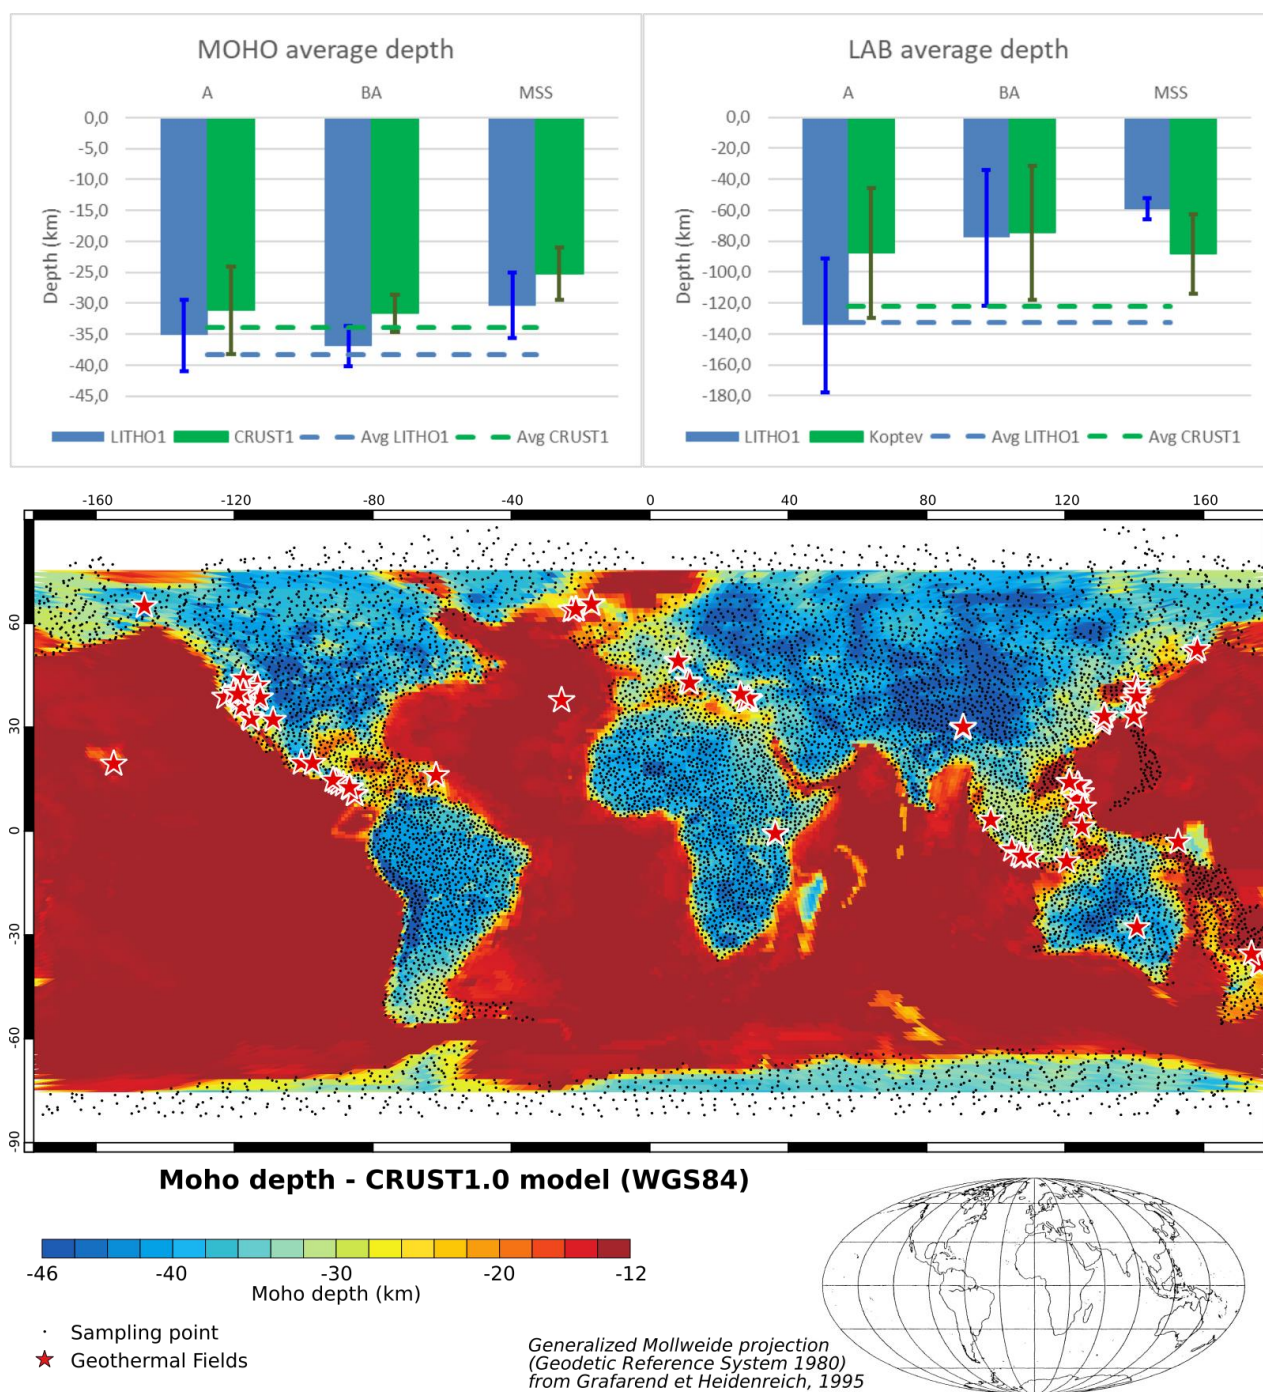 MOHO average depth
A BA MSS
0,0
-5,0
-10,0
-15,0
-20,0
-25,0
-30,0
-35,0
-40,0
-45,0
Depth (km)
LITHO1 CRUST1 Avg LITHO1 Avg CRUST1
LAB average depth
A BA MSS
0,0
-20,0
-40,0
-60,0
-80,0
-100,0
-120,0
-140,0
-160,0
-180,0
Depth (km)
LITHO1 Koptev Avg LITHO1 Avg CRUST1
-160 -120 -80 -40 0 40 80 120 160
60
30
0
-30
-60
-90
Moho depth - CRUST1.0 model (WGS84)
-46 -40 -30 -20 -12
Moho depth (km)
Sampling point
Geothermal Fields
Generalized Mollweide projection
(Geodetic Reference System 1980)
from Grafarend et Heidenreich, 1995